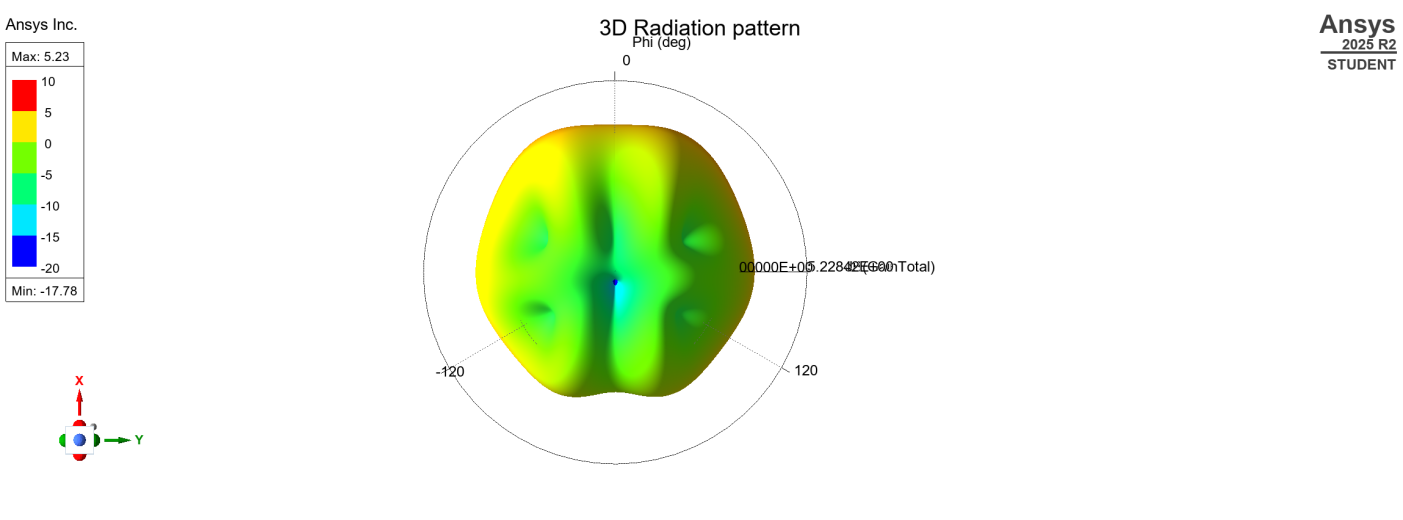 Ansys Inc.
3D Radiation pattern
Phi (deg)
0
Ansys
2025 R2
STUDENT
Max: 5.23
10
5
0
-5
-10
-15
-20
Min: -17.78
-120
120
X
Y